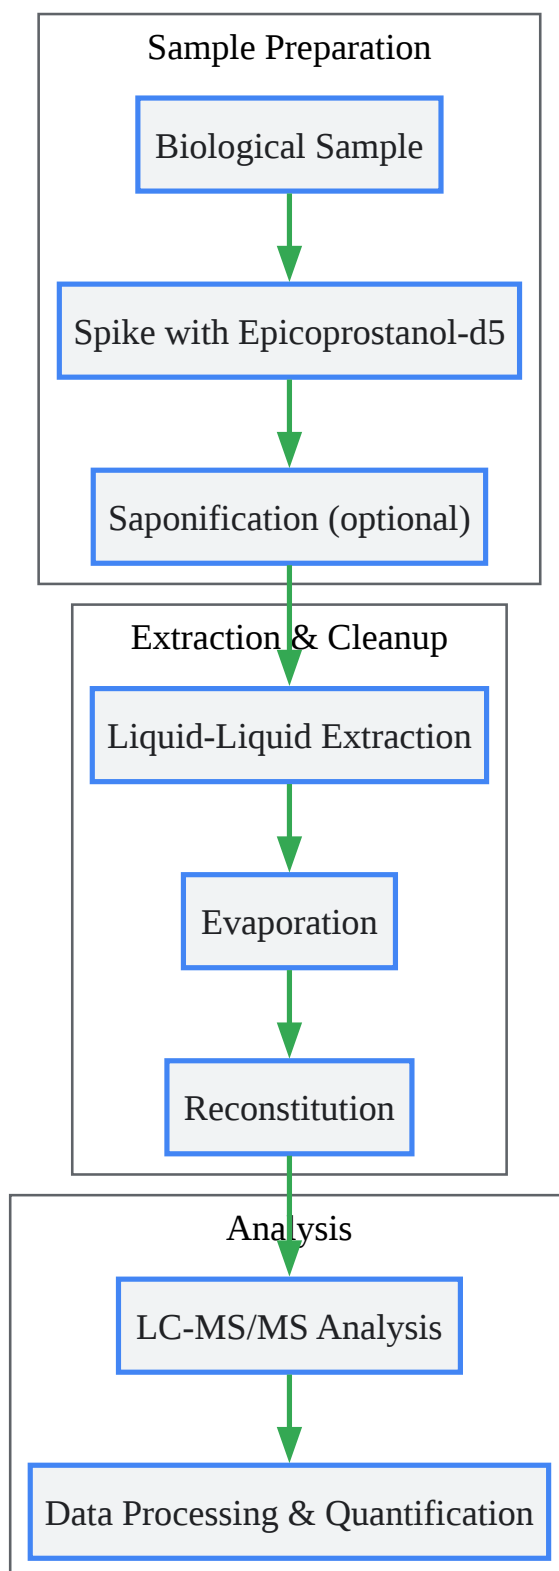 Sample Preparation
Biological Sample
Spike with Epicoprostanol-d5
Saponification (optional)
Extraction & Cleanup
Liquid-Liquid Extraction
Evaporation
Reconstitution
Analysis
LC-MS/MS Analysis
Data Processing & Quantification